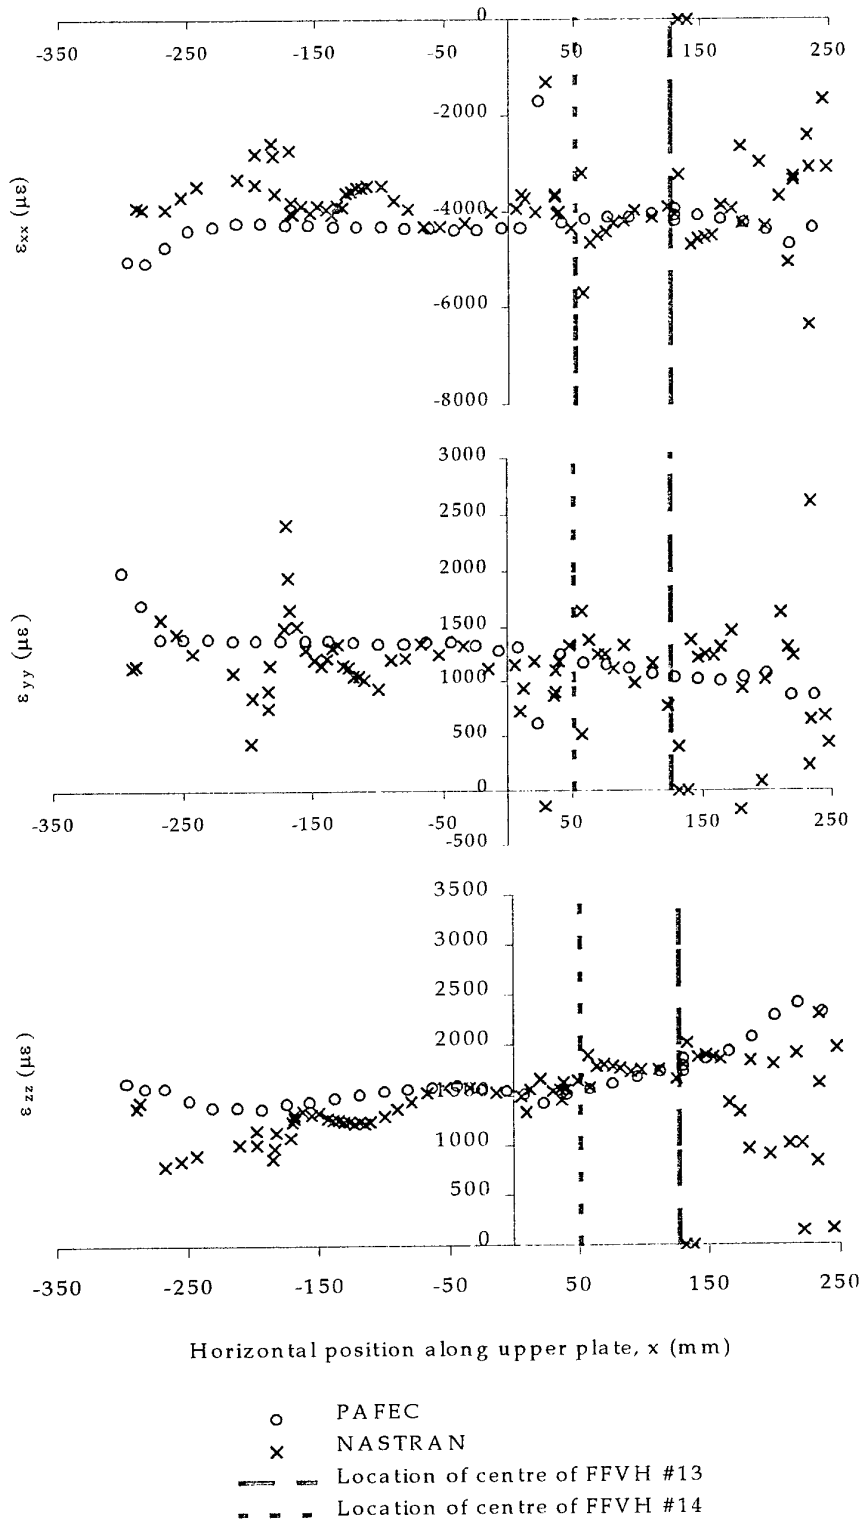 0
-350 -250 -150 -50 50 150 250
-2000
-4000
-6000
-8000
εxx (με)
3000
2500
2000
1500
1000
500
0
-350 -250 -150 -50 50 150 250
-500
εyy (με)
3500
3000
2500
2000
1500
1000
500
0
-350 -250 -150 -50 50 150 250
εzz (με)
Horizontal position along upper plate, x (mm)
PAFEC
NASTRAN
Location of centre of FFVH #13
Location of centre of FFVH #14